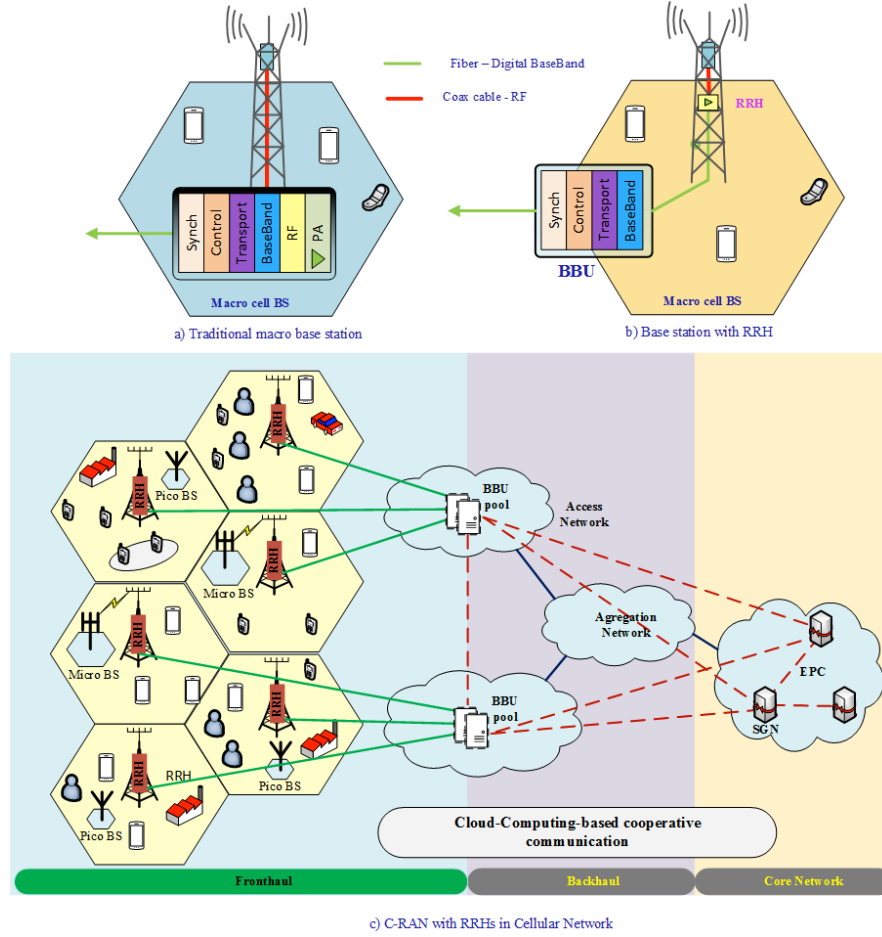 Fiber – Digital BaseBand
Coax cable - RF
Synch
Control
Transport
BaseBand
RF
PA
Macro cell BS
a) Traditional macro base station
RRH
Synch
Control
Transport
BaseBand
BBU
Macro cell BS
b) Base station with RRH
RRH
RRH
Pico BS
RRH
Micro BS
RRH
Micro BS
RRH
Pico BS
RRH
RRH
Pico BS
BBU
pool
Access
Network
Agregation
Network
BBU
pool
EPC
SGN
Cloud-Computing-based cooperative
communication
Fronthaul
Backhaul
Core Network
c) C-RAN with RRHs in Cellular Network